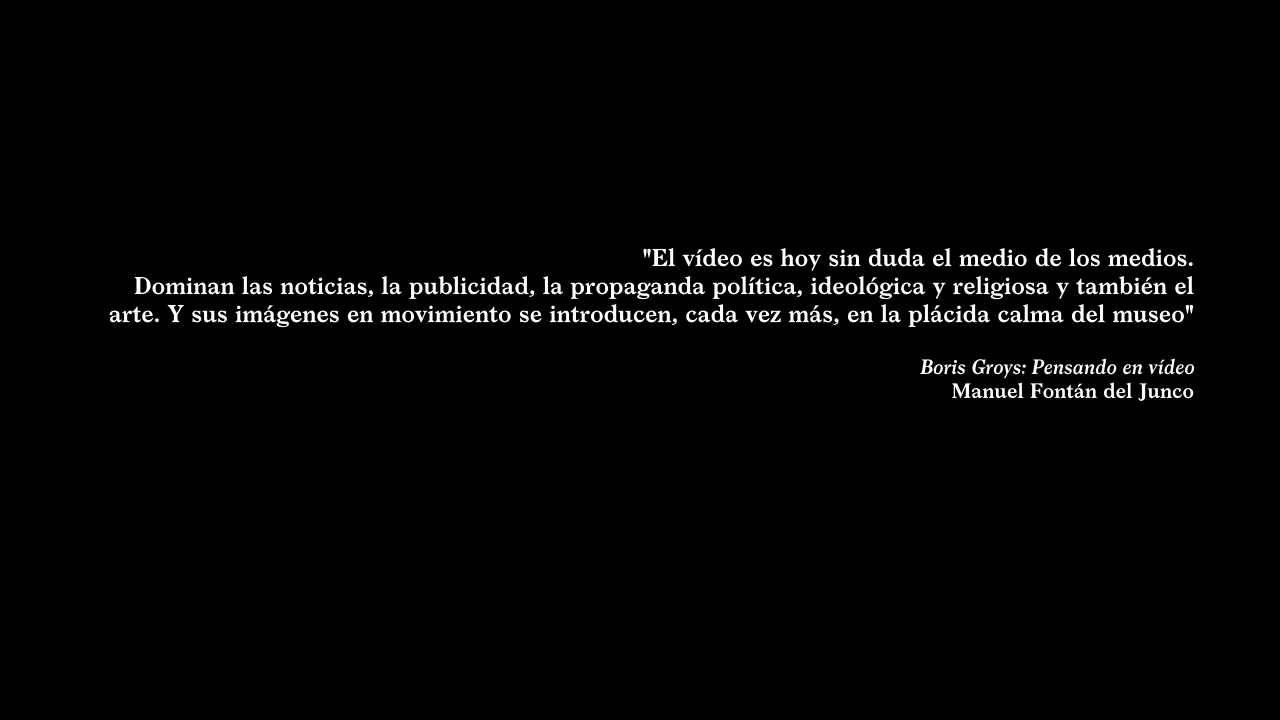 "El vídeo es hoy sin duda el medio de los medios.
Dominan las noticias, la publicidad, la propaganda política, ideológica y religiosa y también el
arte. Y sus imágenes en movimiento se introducen, cada vez más, en la plácida calma del museo"
Boris Groys: Pensando en vídeo
Manuel Fontán del Junco